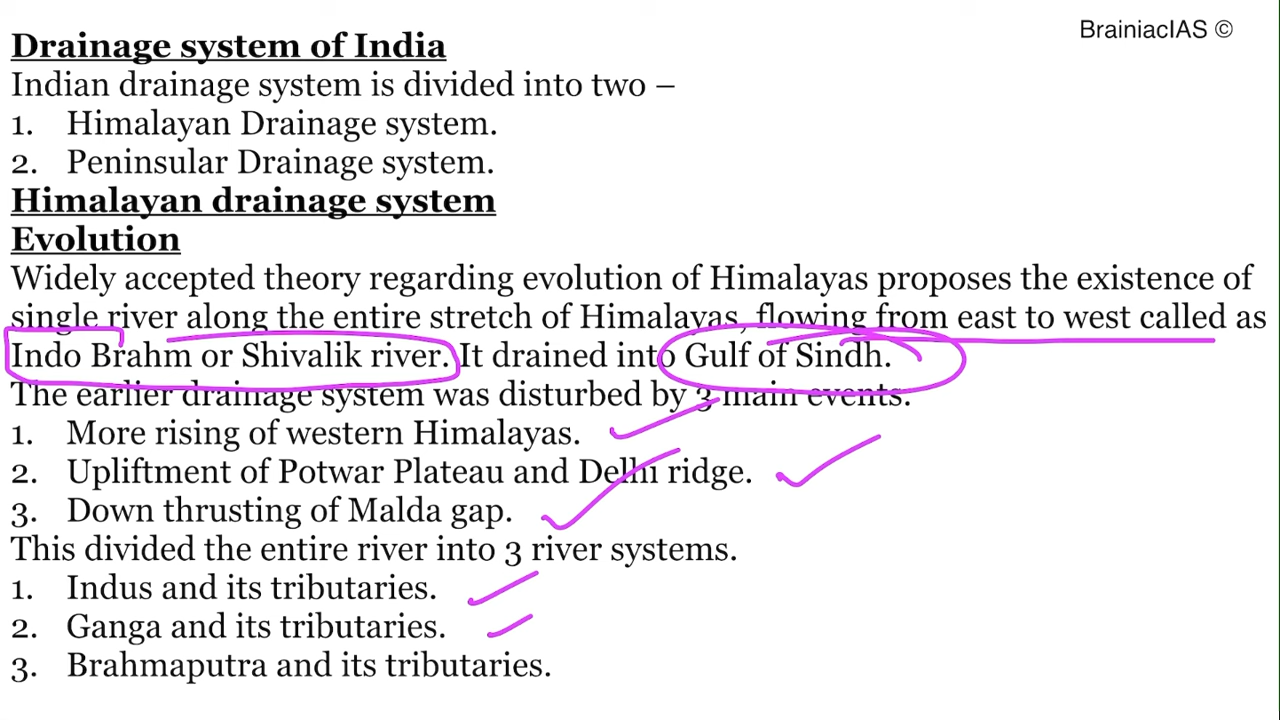 BrainiacIAS ©
Drainage system of India
Indian drainage system is divided into two –
1. Himalayan Drainage system.
2. Peninsular Drainage system.
Himalayan drainage system
Evolution
Widely accepted theory regarding evolution of Himalayas proposes the existence of
single river along the entire stretch of Himalayas, flowing from east to west called as
Indo Brahm or Shivalik river. It drained into Gulf of Sindh.
The earlier drainage system was disturbed by 3 main events.
1. More rising of western Himalayas.
2. Upliftment of Potwar Plateau and Delhi ridge.
3. Down thrusting of Malda gap.
This divided the entire river into 3 river systems.
1. Indus and its tributaries.
2. Ganga and its tributaries.
3. Brahmaputra and its tributaries.